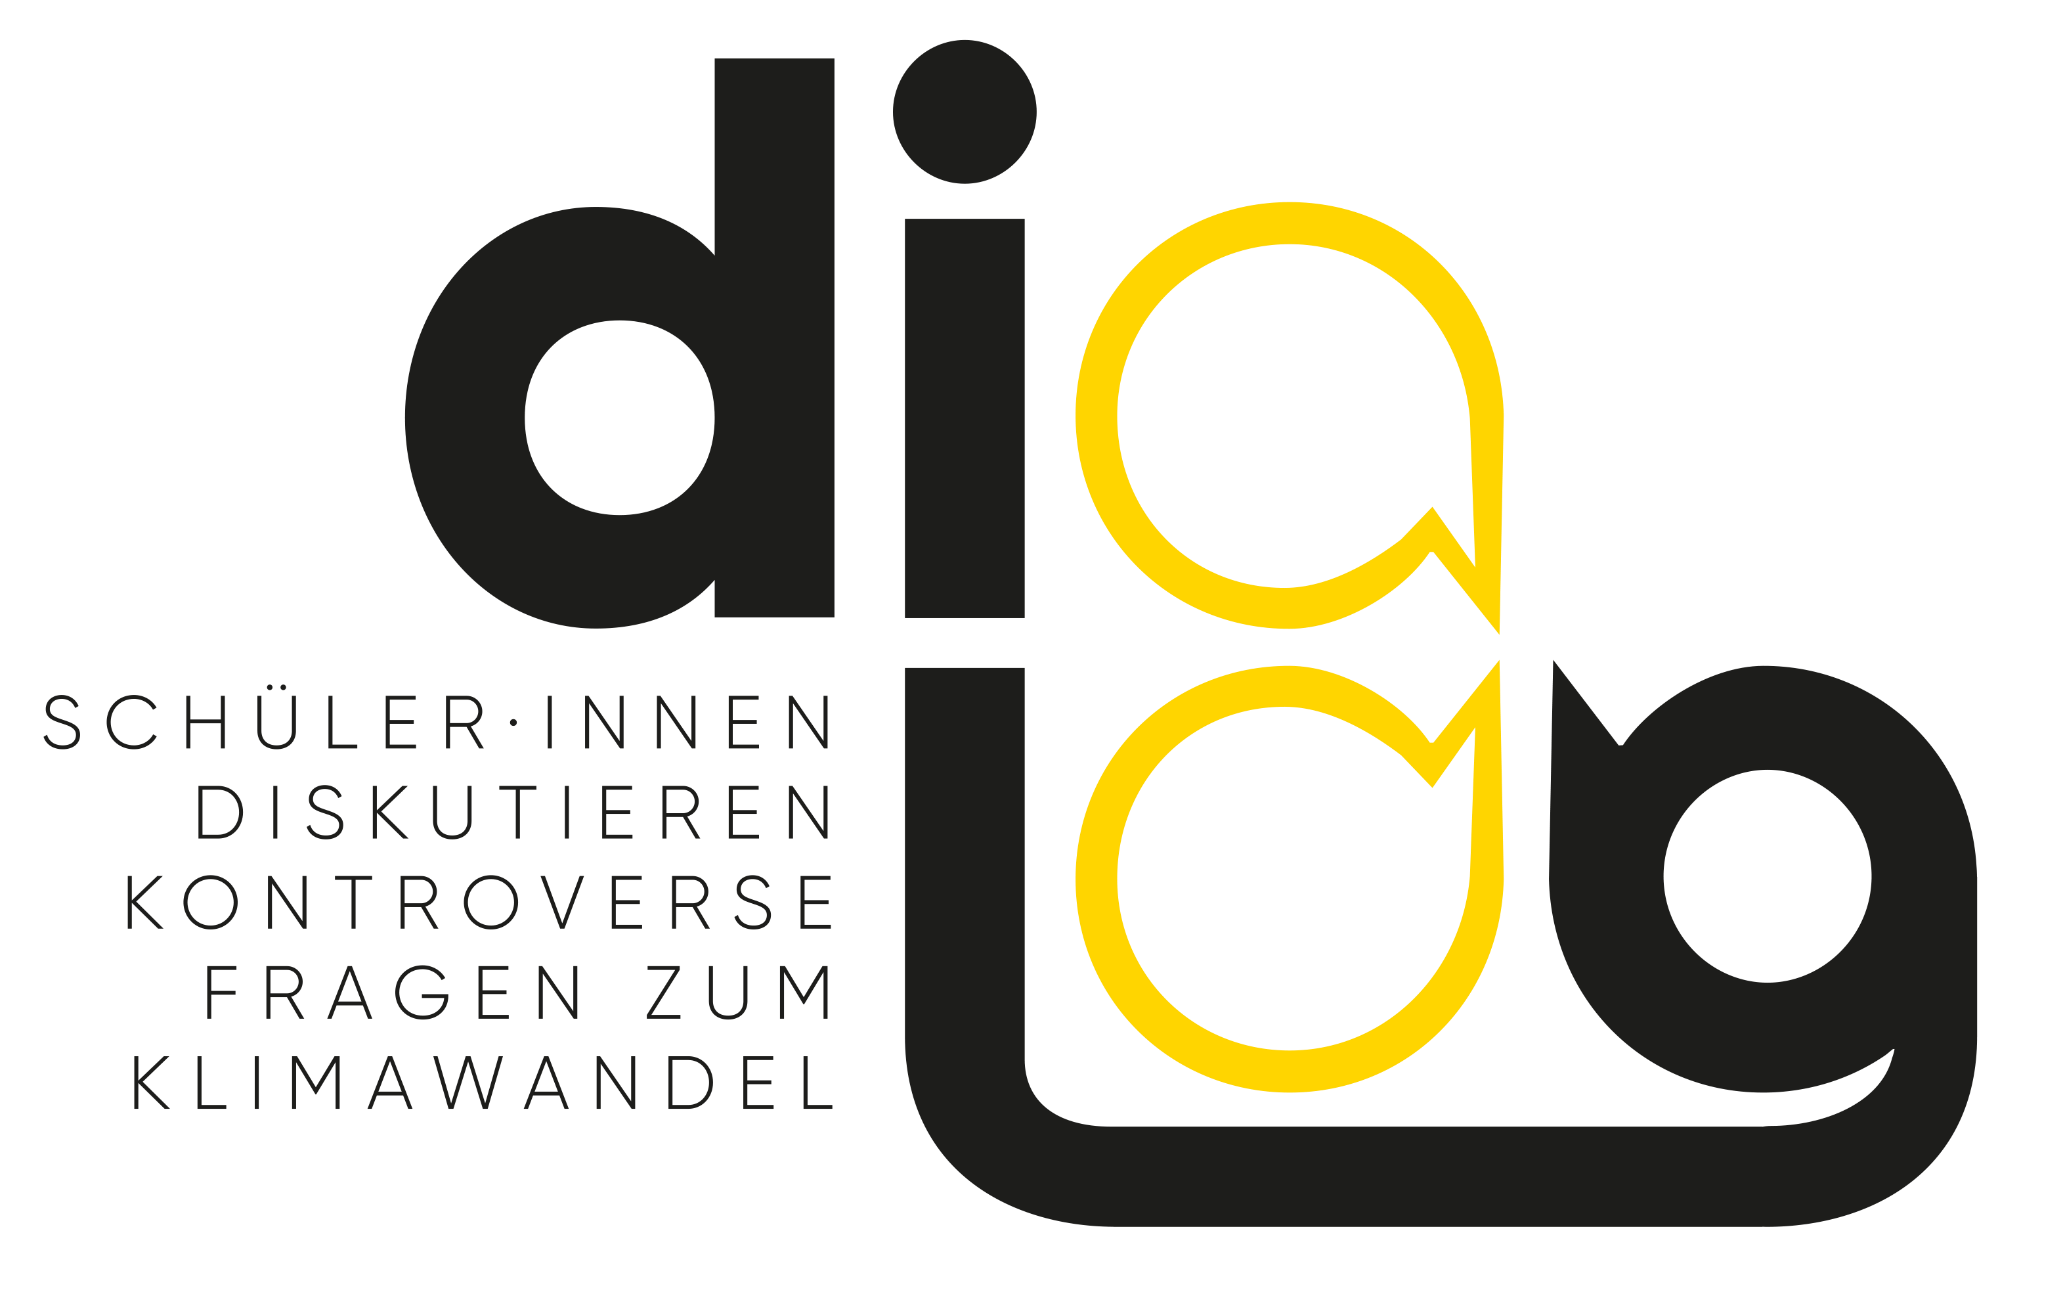 dia
log
SCHÜLER·INNEN
DISKUTIEREN
KONTROVERSE
FRAGEN ZUM
KLIMAWANDEL